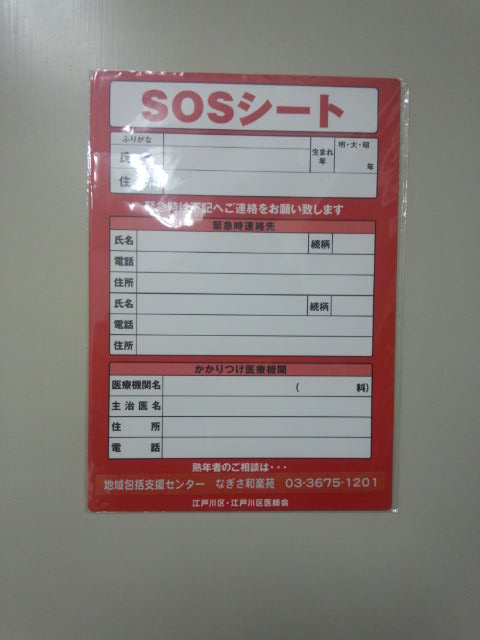 SOSシート
ふりがな
氏名 生まれ年 明・大・昭 年
住所
緊急時は下記へご連絡をお願い致します
緊急時連絡先
氏名 続柄
電話
住所
氏名 続柄
電話
住所
かかりつけ医療機関
医療機関名 ( 科)
主治医名
住所
電話
熟年者のご相談は・・・
地域包括支援センター なぎさ和楽苑 03-3675-1201
江戸川区・江戸川区医師会